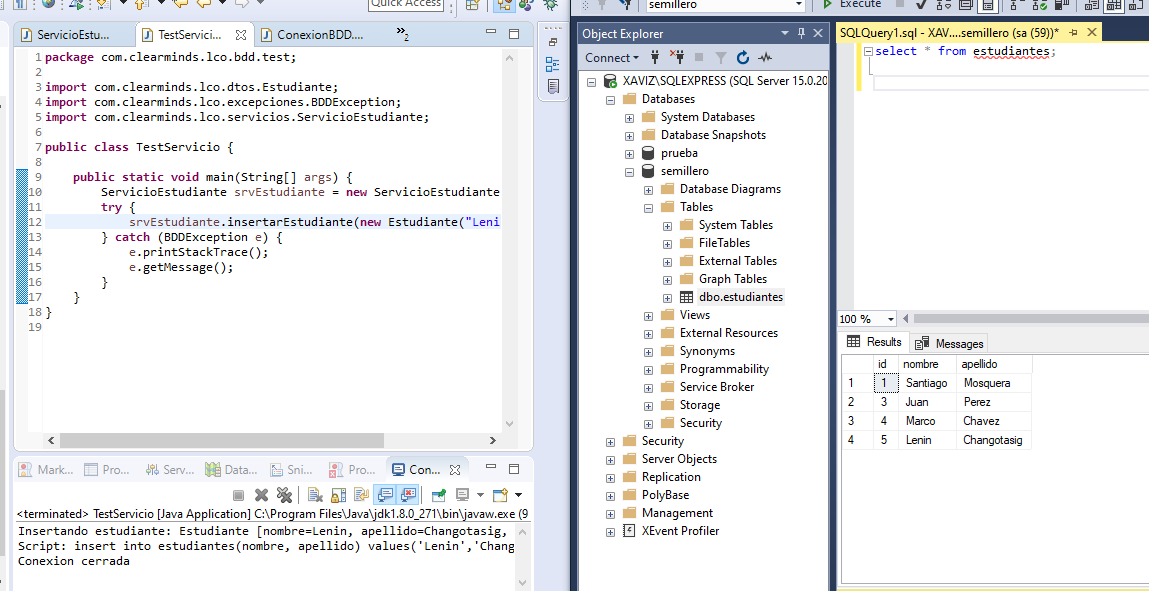 Quick Access
ServicioEstu...
TestServici...
ConexionBDD....
»2
1 package com.clearminds.lco.bdd.test;
2
3 import com.clearminds.lco.dtos.Estudiante;
4 import com.clearminds.lco.excepciones.BDDException;
5 import com.clearminds.lco.servicios.ServicioEstudiante;
6
7 public class TestServicio {
8
9 public static void main(String[] args) {
10 ServicioEstudiante srvEstudiante = new ServicioEstudiante
11 try {
12 srvEstudiante.insertarEstudiante(new Estudiante("Leni
13 } catch (BDDException e) {
14 e.printStackTrace();
15 e.getMessage();
16 }
17 }
18 }
19
Mark...
Pro...
Serv...
Data...
Sni...
Pro...
Con...
<terminated> TestServicio [Java Application] C:\Program Files\Java\jdk1.8.0_271\bin\javaw.exe (9
Insertando estudiante: Estudiante [nombre=Lenin, apellido=Changotasig,
Script: insert into estudiantes(nombre, apellido) values('Lenin','Chang
Conexion cerrada
semillero
Execute
Object Explorer
Connect
XAVIZ\SQLEXPRESS (SQL Server 15.0.20
Databases
System Databases
Database Snapshots
prueba
semillero
Database Diagrams
Tables
System Tables
FileTables
External Tables
Graph Tables
dbo.estudiantes
Views
External Resources
Synonyms
Programmability
Service Broker
Storage
Security
Security
Server Objects
Replication
PolyBase
Management
XEvent Profiler
SQLQuery1.sql - XAV....semillero (sa (59))*
select * from estudiantes;
100 %
Results
Messages
id nombre apellido
1 1 Santiago Mosquera
2 3 Juan Perez
3 4 Marco Chavez
4 5 Lenin Changotasig